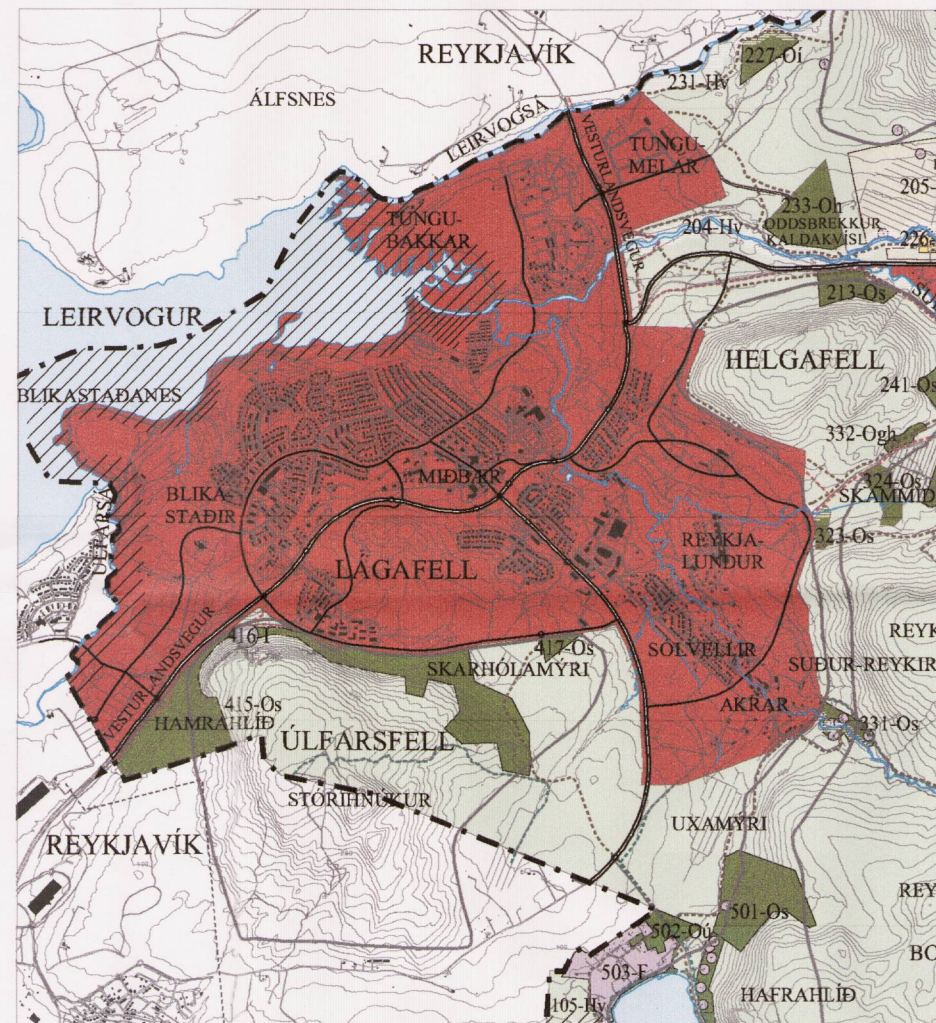 REYKJAVÍK
227-Oí
231-Hv
ÁLFSNES
LEIRVOGSÁ
VESTURLANDSVEGUR
TUNGU-
MELAR
205-
233-Oh
ODDSBREKKUR
KALDAKVÍSL
TUNGU-
BAKKAR
204-Hv
226-
213-Os
LEIRVOGUR
HELGAFELL
241-Os
BLIKASTAÐANES
332-Ogh
324-Os
SKAMMIÐ
MIÐBÆR
BLIKA-
STAÐIR
ÚLFARSÁ
REYKJA-
LUNDUR
323-Os
LÁGAFELL
VESTURLANDSVEGUR
416-I
417-Os
SKARHÓLAMÝRI
SÓLVELLIR
REYK
SUÐUR-REYKIR
415-Os
HAMRAHLÍÐ
AKRAR
331-Os
ÚLFARSFELL
STÓRIHNÚKUR
UXAMÝRI
REYKJAVÍK
REY
501-Os
502-Oú
BO
503-F
105-Hv
HAFRAHLÍÐ